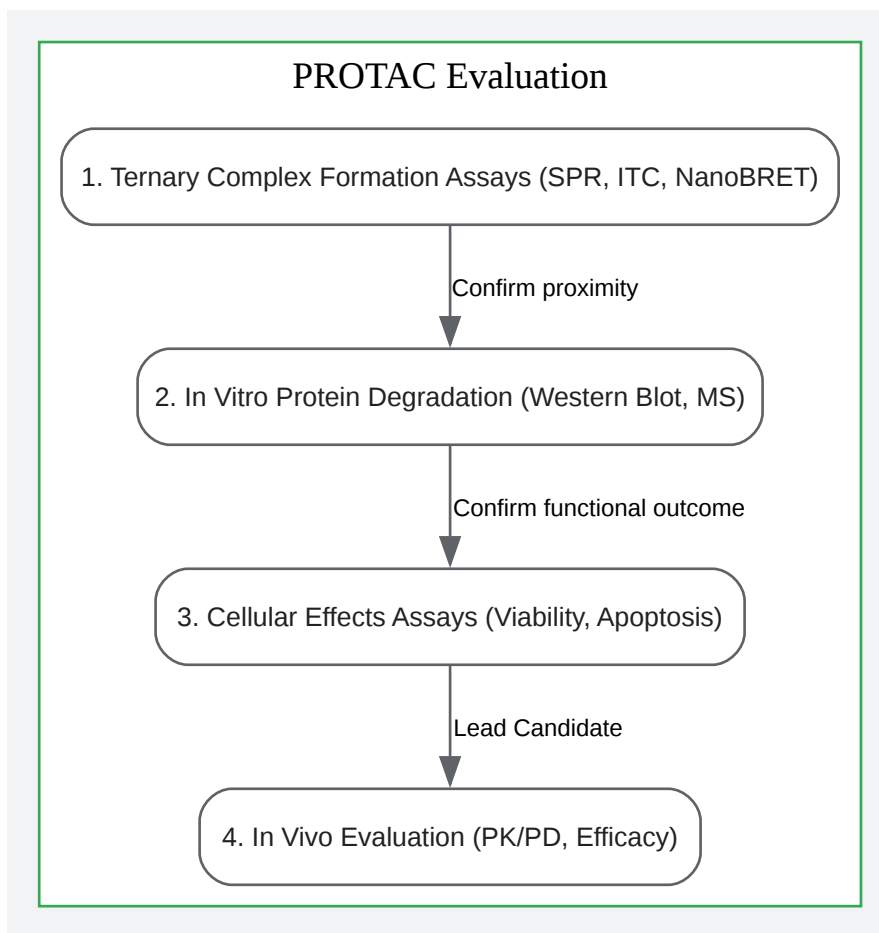 PROTAC Evaluation
1. Ternary Complex Formation Assays (SPR, ITC, NanoBRET)
Confirm proximity
2. In Vitro Protein Degradation (Western Blot, MS)
Confirm functional outcome
3. Cellular Effects Assays (Viability, Apoptosis)
Lead Candidate
4. In Vivo Evaluation (PK/PD, Efficacy)